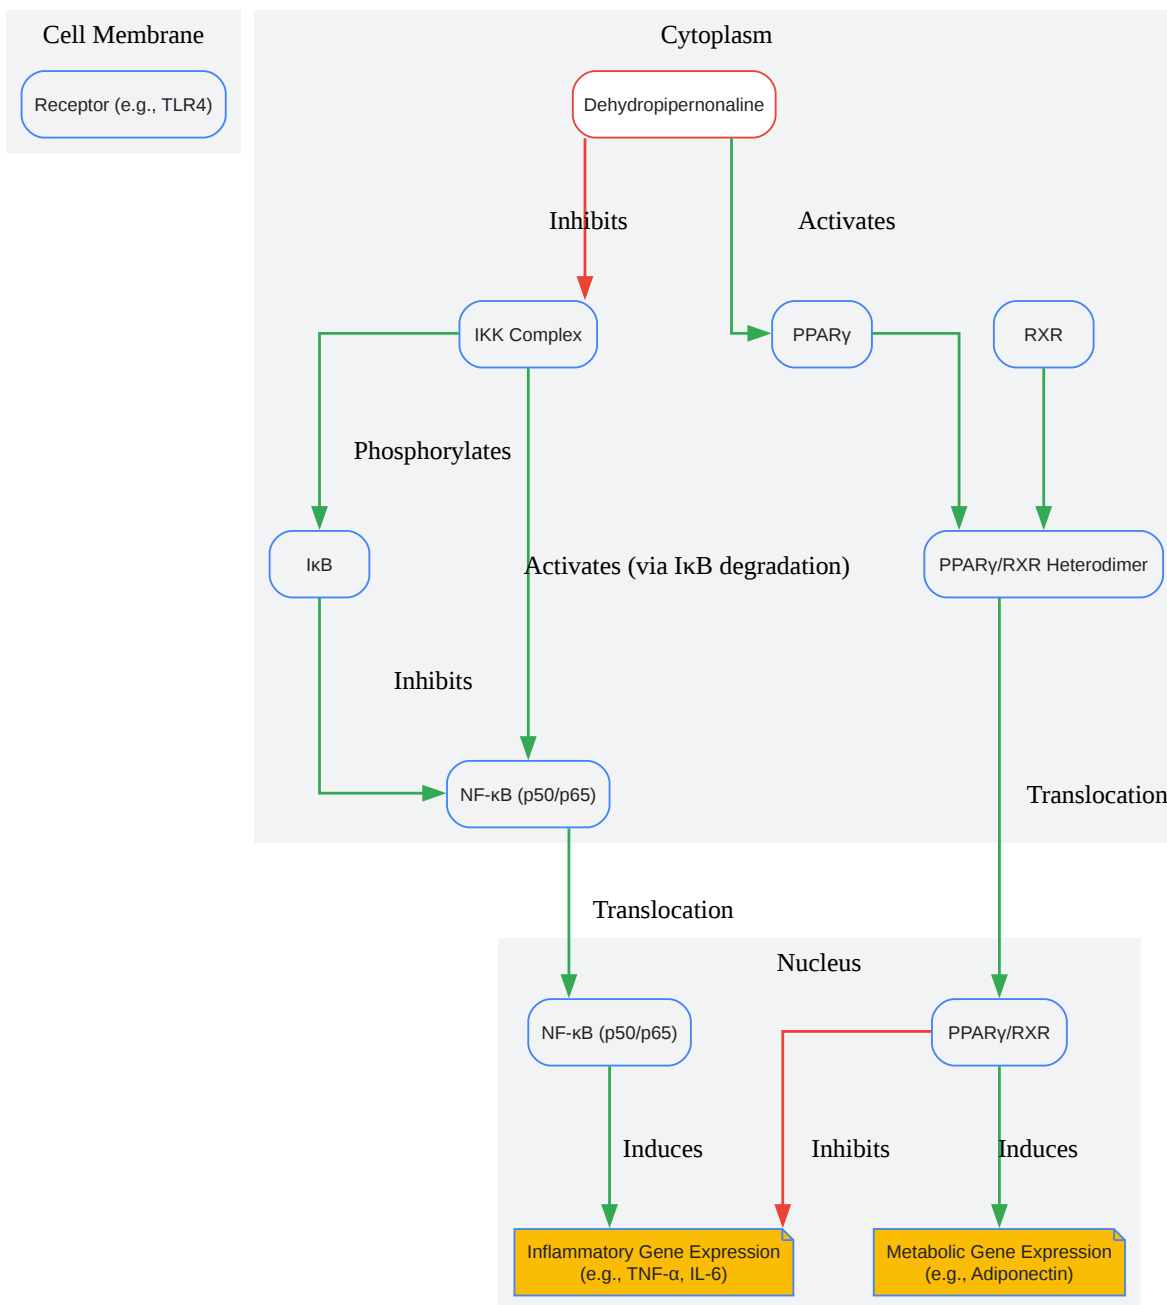 Cell Membrane
Receptor (e.g., TLR4)
Cytoplasm
Dehydropipernonaline
Inhibits
Activates
IKK Complex
PPARγ
RXR
Phosphorylates
IκB
Activates (via IκB degradation)
PPARγ/RXR Heterodimer
Inhibits
NF-κB (p50/p65)
Translocation
Translocation
Nucleus
NF-κB (p50/p65)
PPARγ/RXR
Induces
Inhibits
Induces
Inflammatory Gene Expression
(e.g., TNF-α, IL-6)
Metabolic Gene Expression
(e.g., Adiponectin)